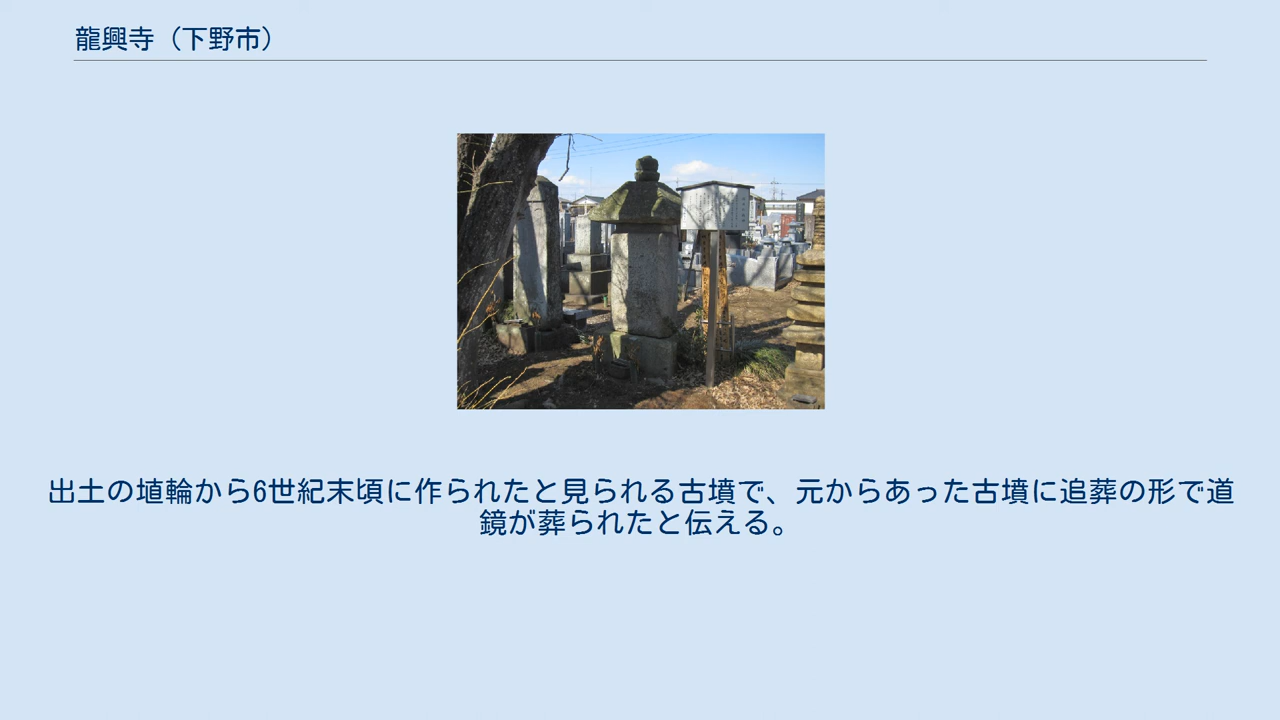 龍興寺（下野市）
出土の埴輪から6世紀末頃に作られたと見られる古墳で、元からあった古墳に追葬の形で道
鏡が葬られたと伝える。